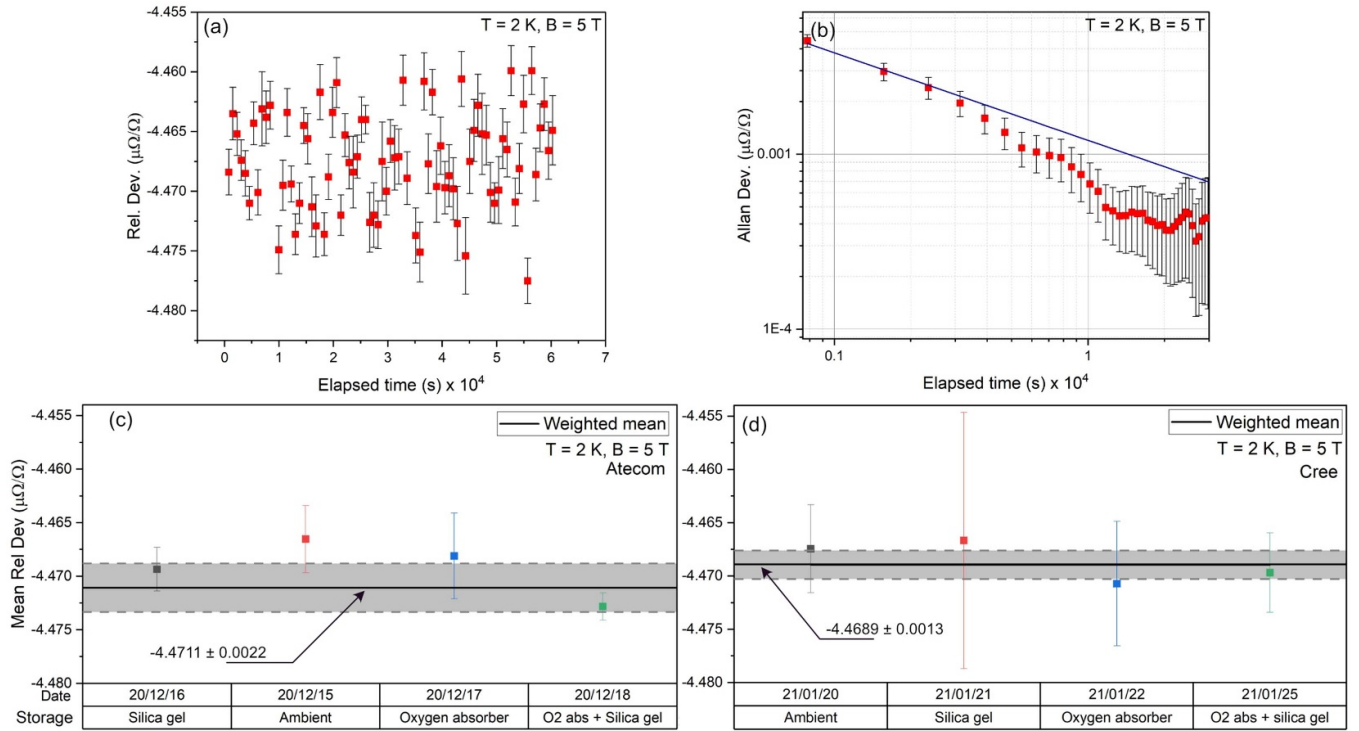 (a)
T = 2 K, B = 5 T
-4.455
-4.460
-4.465
-4.470
-4.475
-4.480
Rel. Dev. (μΩ/Ω)
0 1 2 3 4 5 6 7
Elapsed time (s) x 10⁴
(b)
T = 2 K, B = 5 T
0.001
1E-4
Allan Dev. (μΩ/Ω)
0.1 1
Elapsed time (s) x 10⁴
(c)
Weighted mean
T = 2 K, B = 5 T
Atecom
-4.455
-4.460
-4.465
-4.470
-4.475
-4.480
Mean Rel Dev (μΩ/Ω)
-4.4711 ± 0.0022
Date 20/12/16 20/12/15 20/12/17 20/12/18
Storage Silica gel Ambient Oxygen absorber O2 abs + Silica gel
(d)
Weighted mean
T = 2 K, B = 5 T
Cree
-4.455
-4.460
-4.465
-4.470
-4.475
-4.480
-4.4689 ± 0.0013
21/01/20 21/01/21 21/01/22 21/01/25
Ambient Silica gel Oxygen absorber O2 abs + silica gel